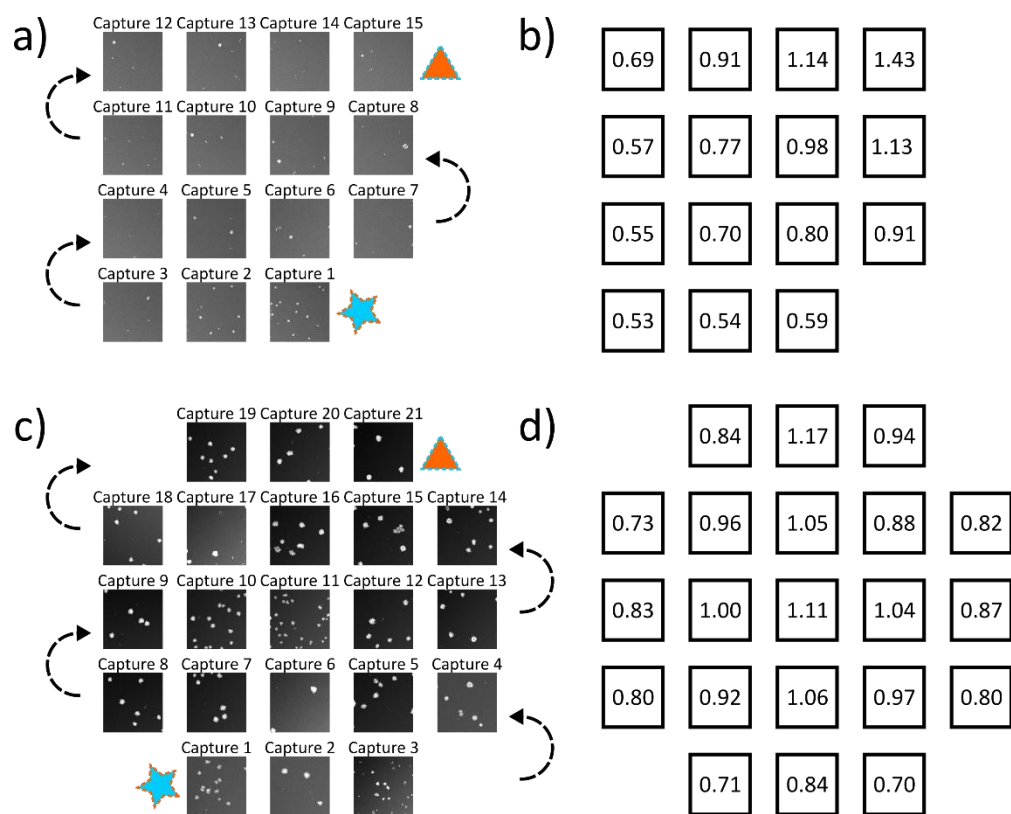 a)
Capture 12 Capture 13 Capture 14 Capture 15
Capture 11 Capture 10 Capture 9 Capture 8
Capture 4 Capture 5 Capture 6 Capture 7
Capture 3 Capture 2 Capture 1
b)
0.69 0.91 1.14 1.43
0.57 0.77 0.98 1.13
0.55 0.70 0.80 0.91
0.53 0.54 0.59
c)
Capture 19 Capture 20 Capture 21
Capture 18 Capture 17 Capture 16 Capture 15 Capture 14
Capture 9 Capture 10 Capture 11 Capture 12 Capture 13
Capture 8 Capture 7 Capture 6 Capture 5 Capture 4
Capture 1 Capture 2 Capture 3
d)
0.84 1.17 0.94
0.73 0.96 1.05 0.88 0.82
0.83 1.00 1.11 1.04 0.87
0.80 0.92 1.06 0.97 0.80
0.71 0.84 0.70